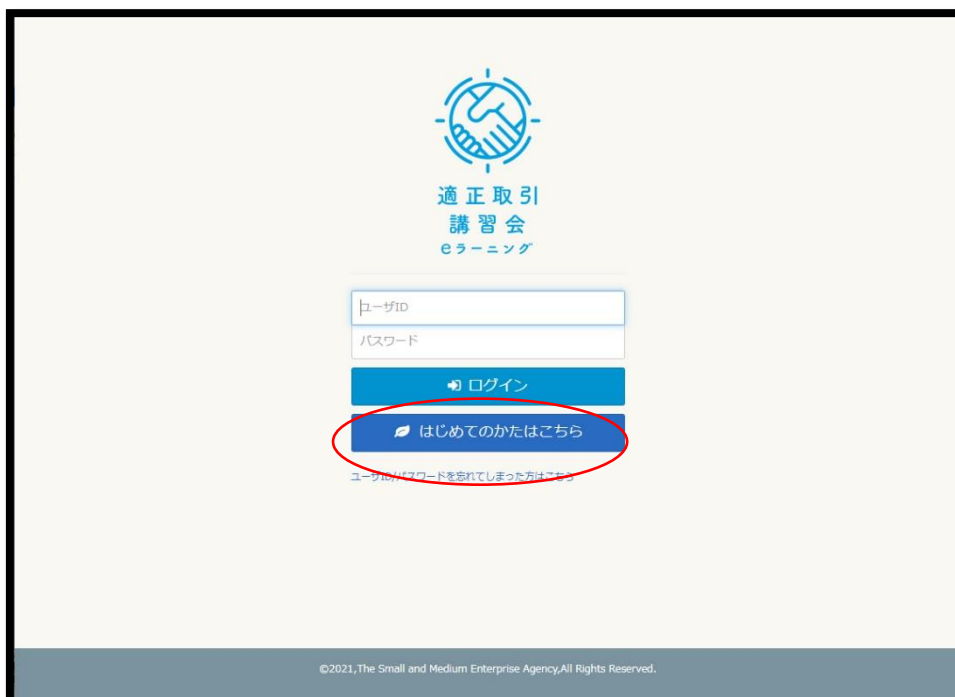 適正取引
講習会
eラーニング
ユーザID
パスワード
ログイン
はじめてのかたはこちら
ユーザID/パスワードを忘れてしまった方はこちら
©2021,The Small and Medium Enterprise Agency,All Rights Reserved.